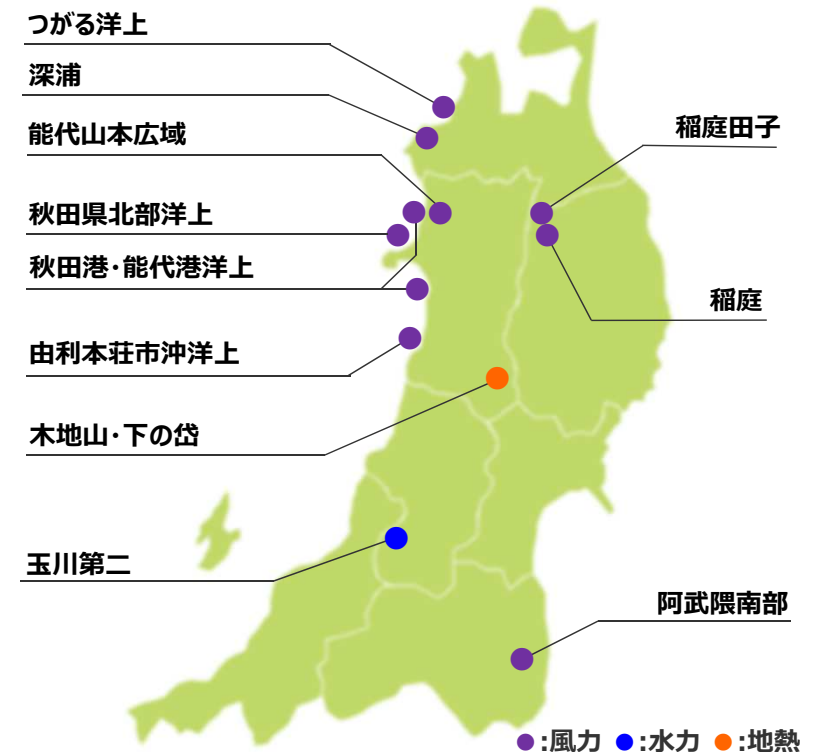 つがる洋上
深浦
能代山本広域
稲庭田子
秋田県北部洋上
秋田港･能代港洋上
稲庭
由利本荘市沖洋上
木地山･下の岱
玉川第二
阿武隈南部
●:風力 ●:水力 ●:地熱